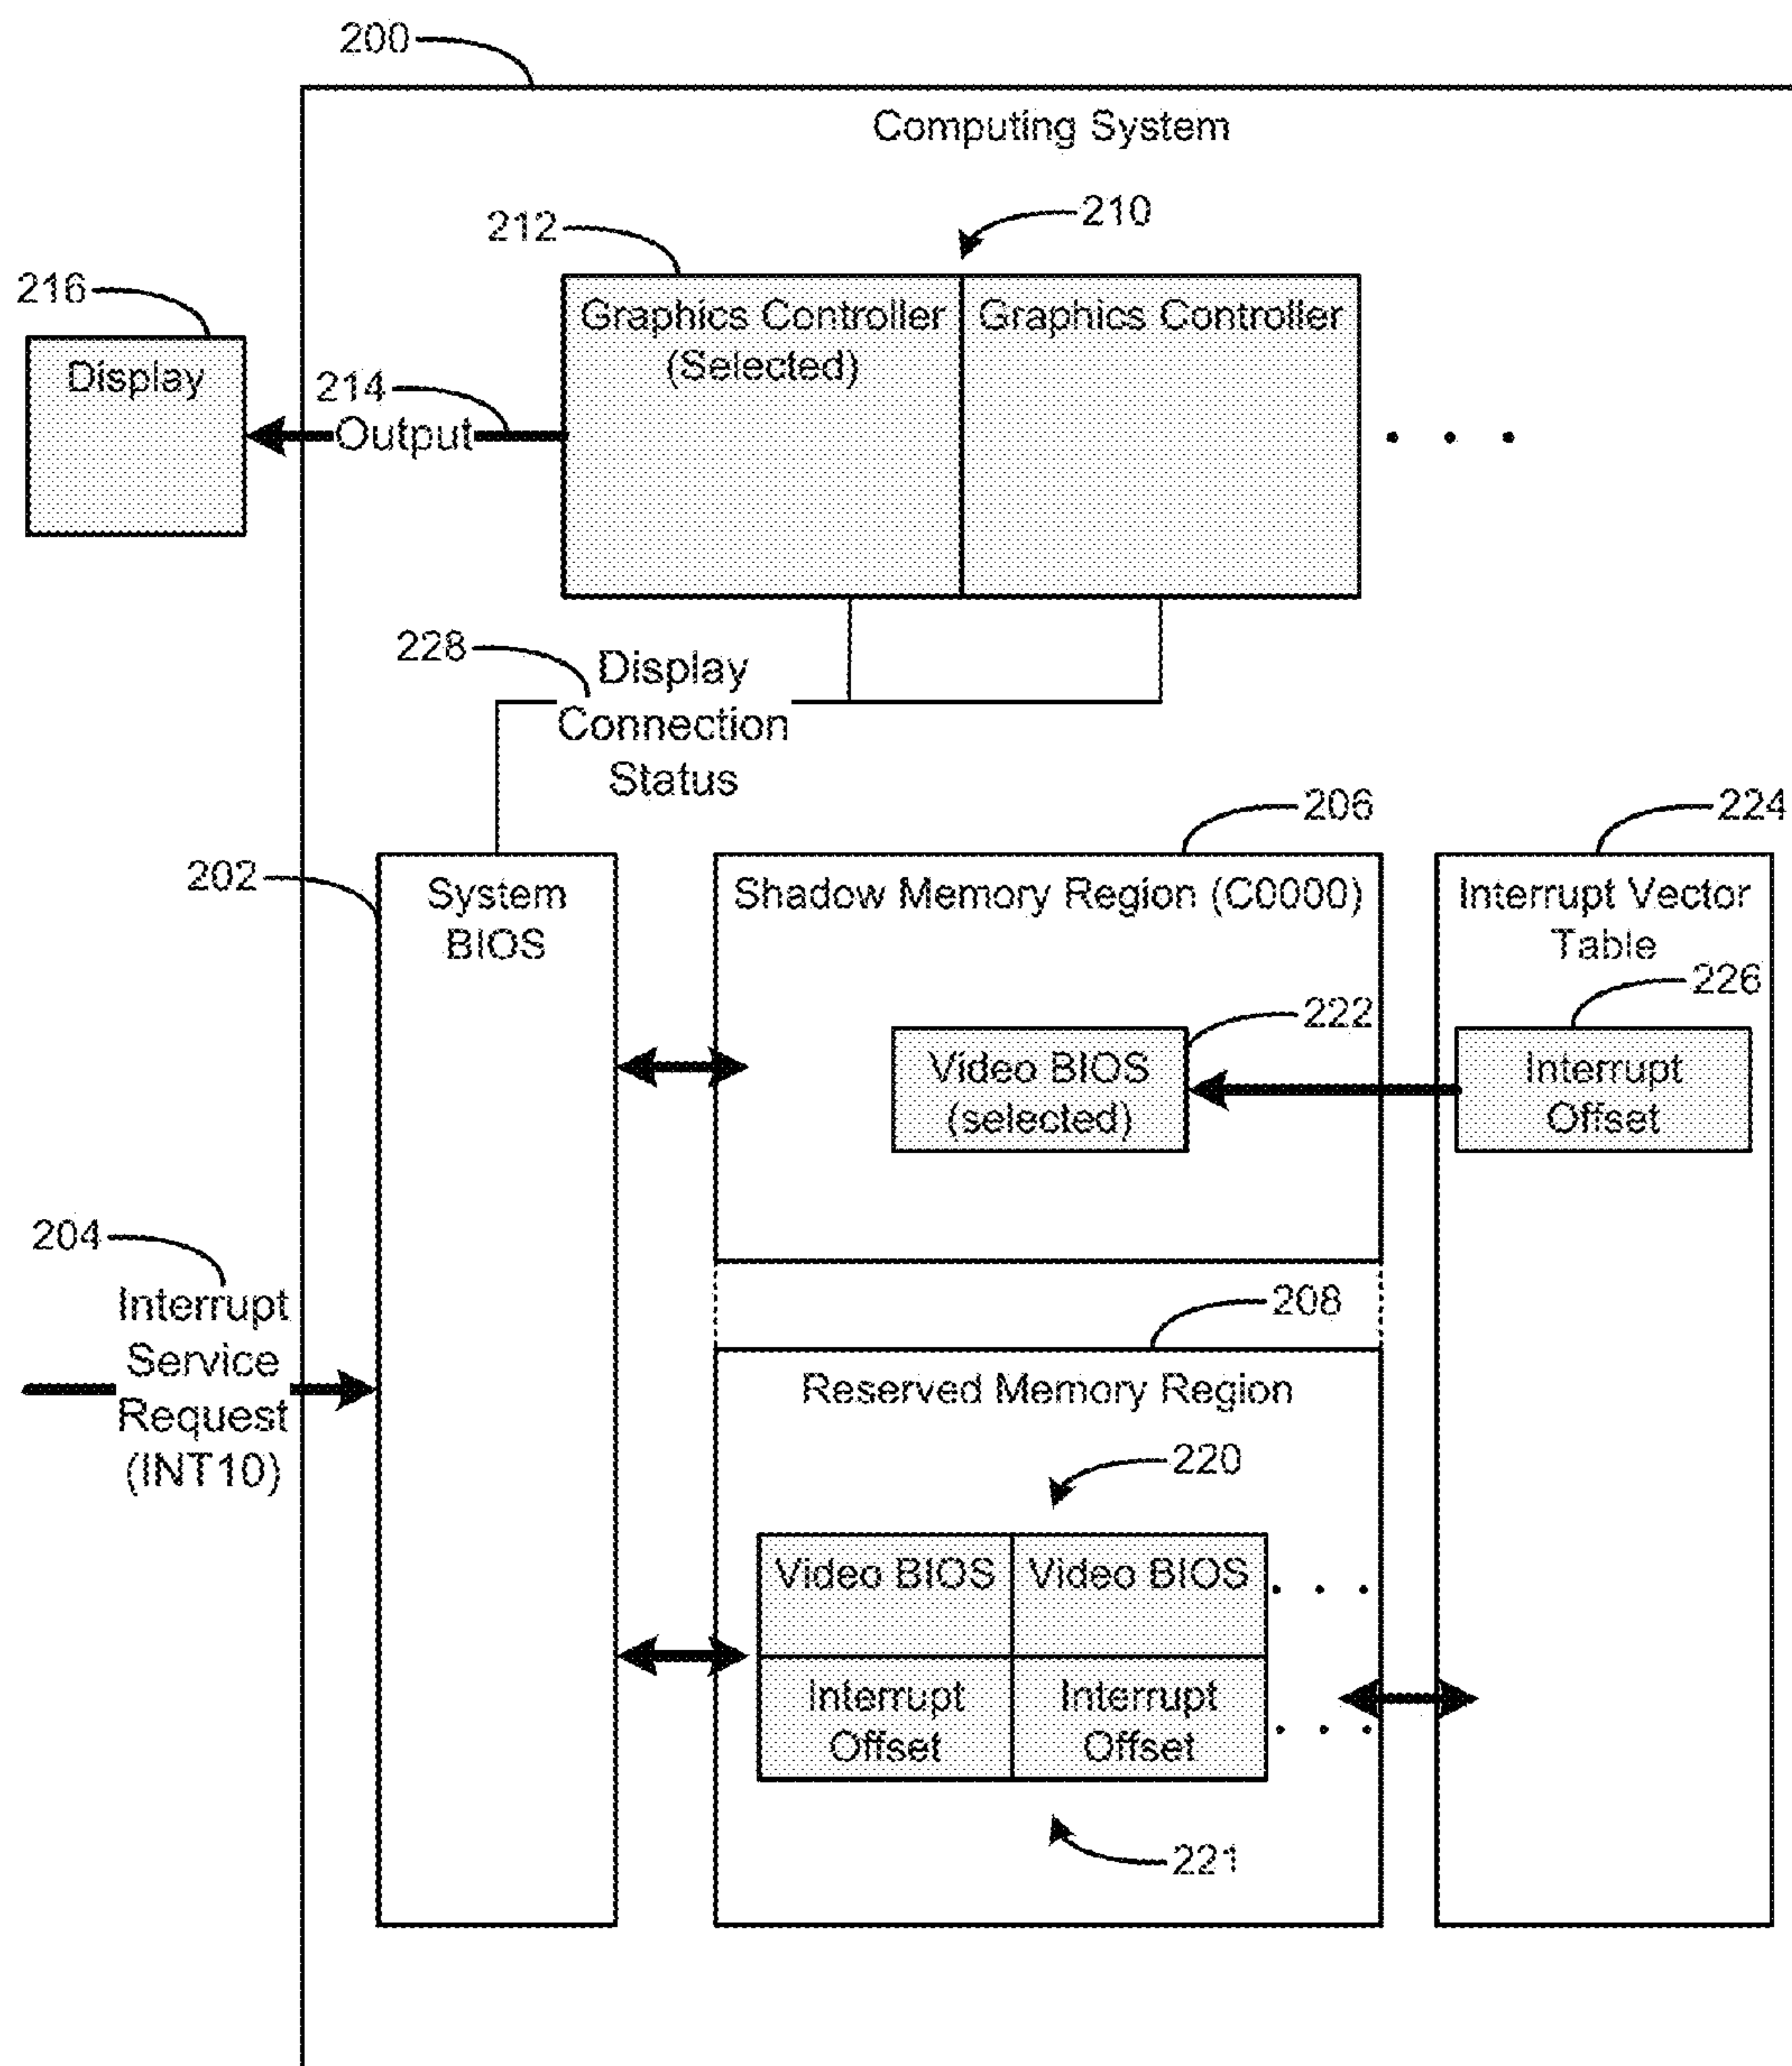 200
Computing System
212
210
216
Graphics Controller
(Selected)
Graphics Controller
Display
214
Output
. . .
228
Display
Connection
Status
206
224
202
System
BIOS
Shadow Memory Region (C0000)
Interrupt Vector
Table
226
222
Video BIOS
(selected)
Interrupt
Offset
204
Interrupt
Service
Request
(INT10)
208
Reserved Memory Region
220
Video BIOS
Video BIOS
. . .
Interrupt
Offset
Interrupt
Offset
. . .
221